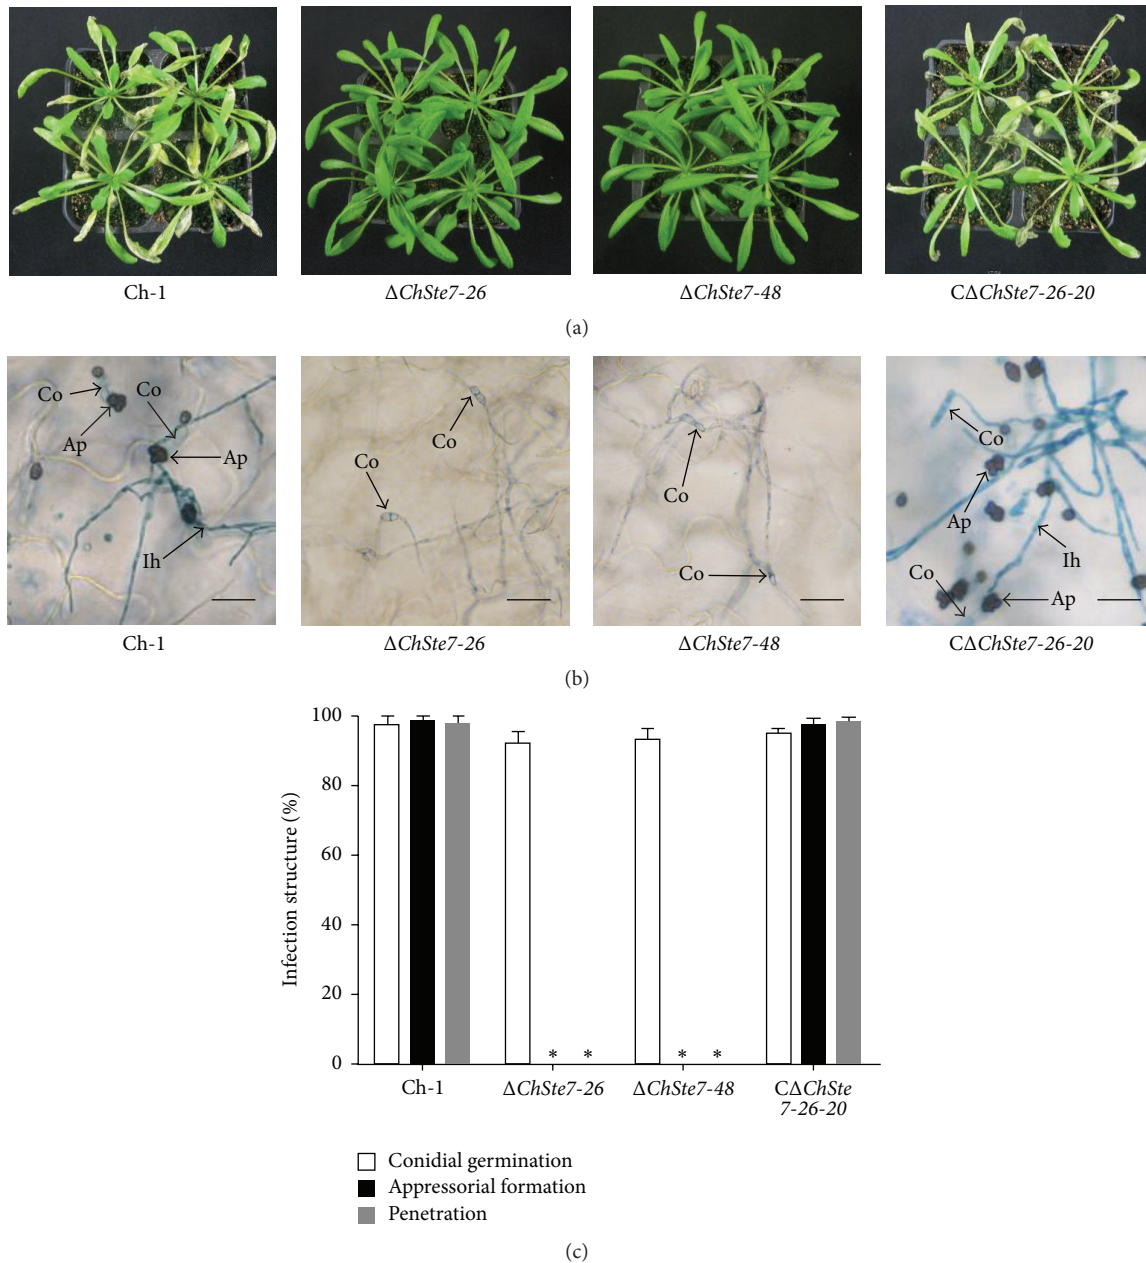 Ch-1
ΔChSte7-26
ΔChSte7-48
CΔChSte7-26-20
(a)
Co
Co
Ap
Ap
Ih
Co
Co
Co
Co
Co
Ap
Ih
Co
Ap
Ch-1
ΔChSte7-26
ΔChSte7-48
CΔChSte7-26-20
(b)
Infection structure (%)
100
80
60
40
20
0
* *
* *
Ch-1
ΔChSte7-26
ΔChSte7-48
CΔChSte
7-26-20
Conidial germination
Appressorial formation
Penetration
(c)